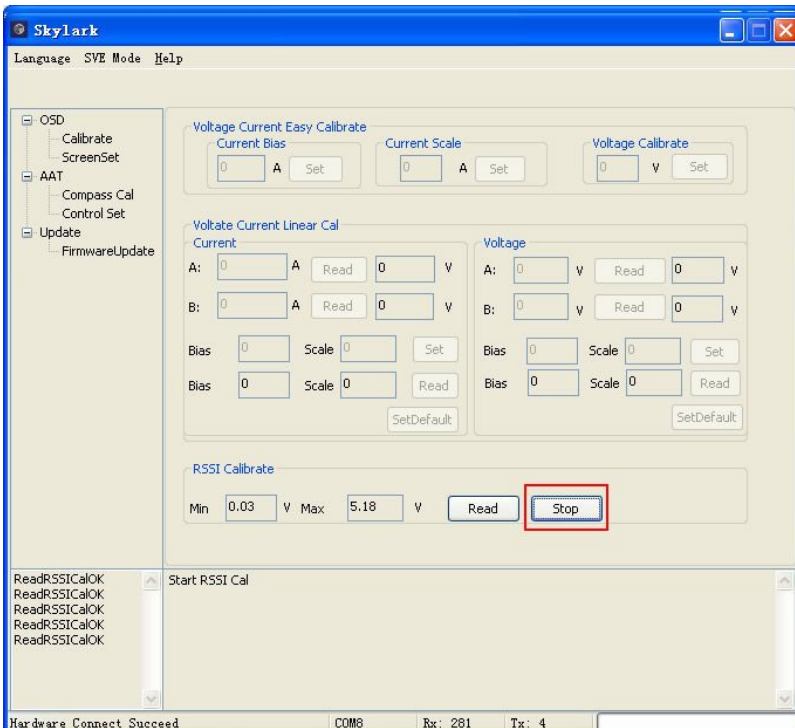 Skylark
Language SVE Mode Help
OSD
Calibrate
ScreenSet
AAT
Compass Cal
Control Set
Update
FirmwareUpdate
Voltage Current Easy Calibrate
Current Bias Current Scale Voltage Calibrate
0 A Set 0 A Set 0 V Set
Voltate Current Linear Cal
Current
A: 0 A Read 0 V
B: 0 A Read 0 V
Bias 0 Scale 0 Set
Bias 0 Scale 0 Read
SetDefault
Voltage
A: 0 V Read 0 V
B: 0 V Read 0 V
Bias 0 Scale 0 Set
Bias 0 Scale 0 Read
SetDefault
RSSI Calibrate
Min 0.03 V Max 5.18 V Read Stop
ReadRSSICalOK
ReadRSSICalOK
ReadRSSICalOK
ReadRSSICalOK
ReadRSSICalOK
Start RSSI Cal
Hardware Connect Succeed COM8 Rx: 281 Tx: 4